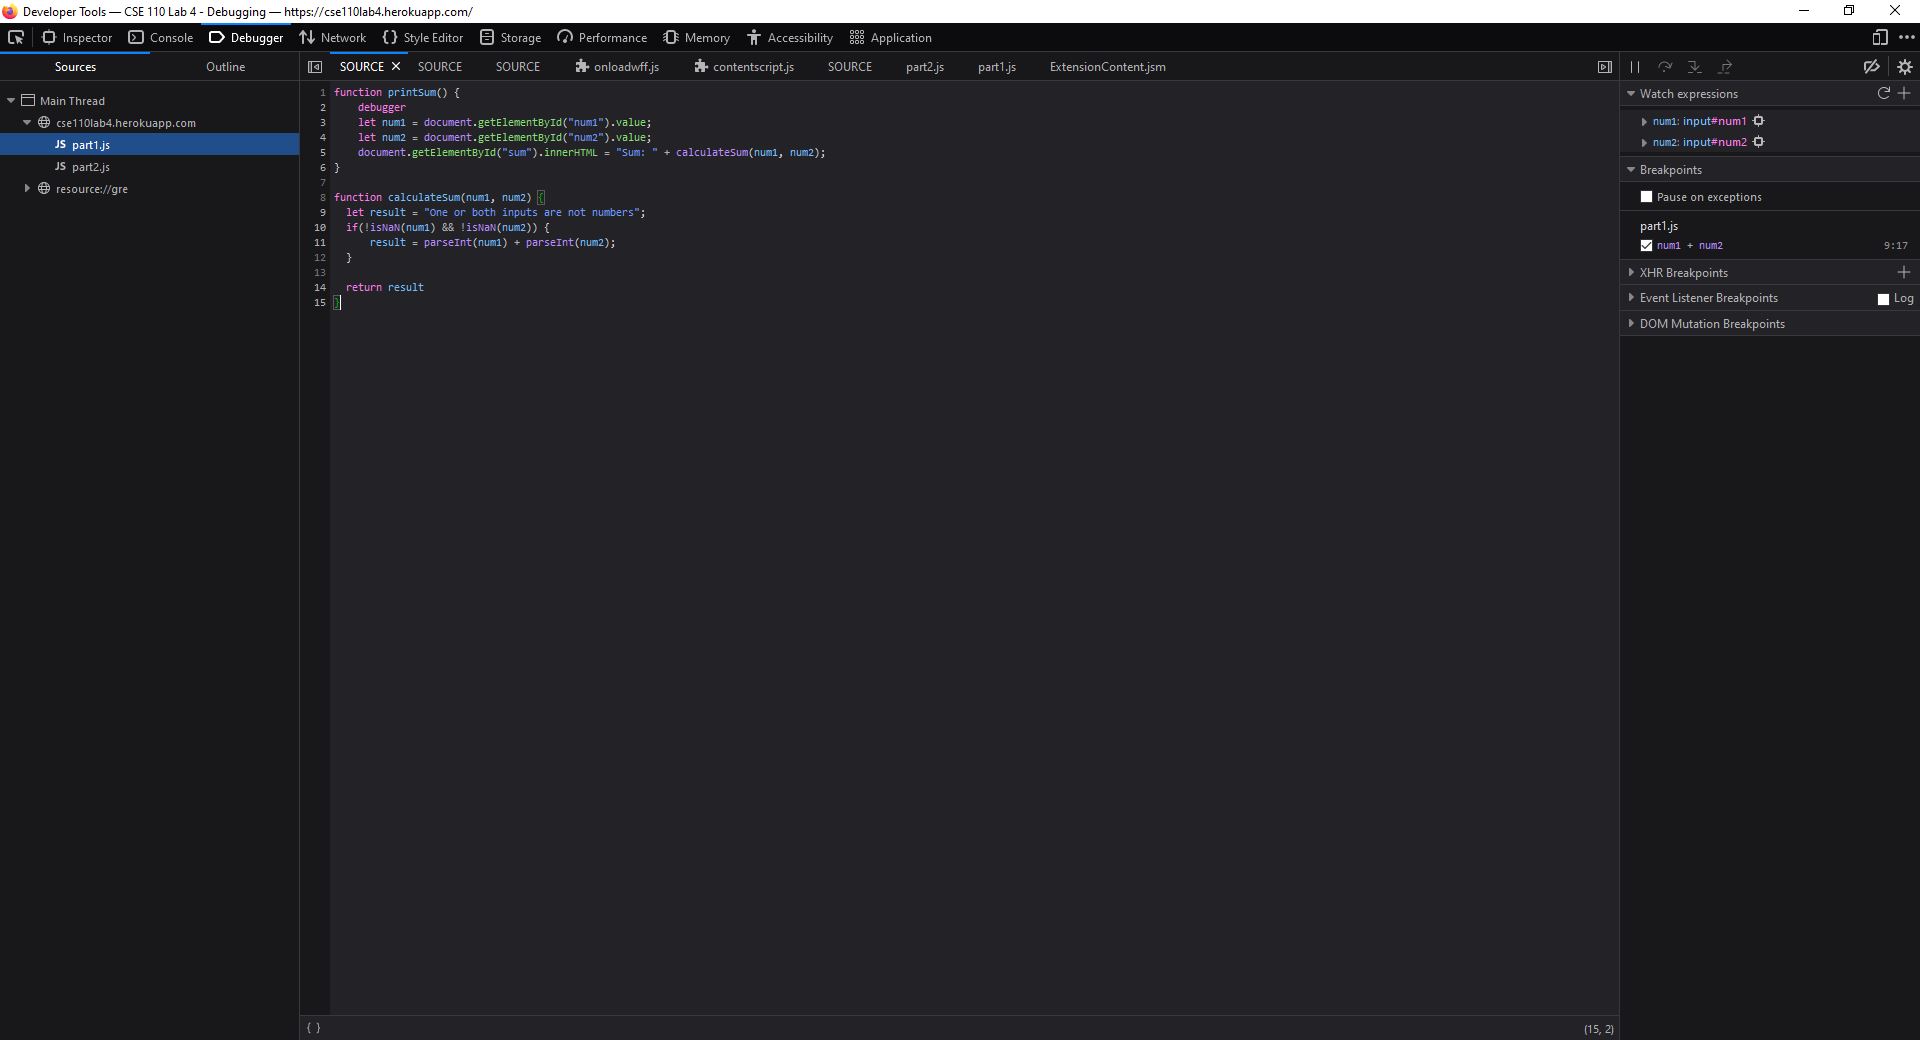 Developer Tools — CSE 110 Lab 4 - Debugging — https://cse110lab4.herokuapp.com/
Inspector Console Debugger Network Style Editor Storage Performance Memory Accessibility Application
Sources Outline
Main Thread
cse110lab4.herokuapp.com
JS part1.js
JS part2.js
resource://gre
SOURCE SOURCE SOURCE onloadwff.js contentscript.js SOURCE part2.js part1.js ExtensionContent.jsm
1 function printSum() {
2     debugger
3     let num1 = document.getElementById("num1").value;
4     let num2 = document.getElementById("num2").value;
5     document.getElementById("sum").innerHTML = "Sum: " + calculateSum(num1, num2);
6 }
7
8 function calculateSum(num1, num2) {
9   let result = "One or both inputs are not numbers";
10   if(!isNaN(num1) && !isNaN(num2)) {
11       result = parseInt(num1) + parseInt(num2);
12   }
13
14   return result
15 }
{ } (15, 2)
Watch expressions
num1: input#num1
num2: input#num2
Breakpoints
Pause on exceptions
part1.js
num1 + num2 9:17
XHR Breakpoints
Event Listener Breakpoints Log
DOM Mutation Breakpoints